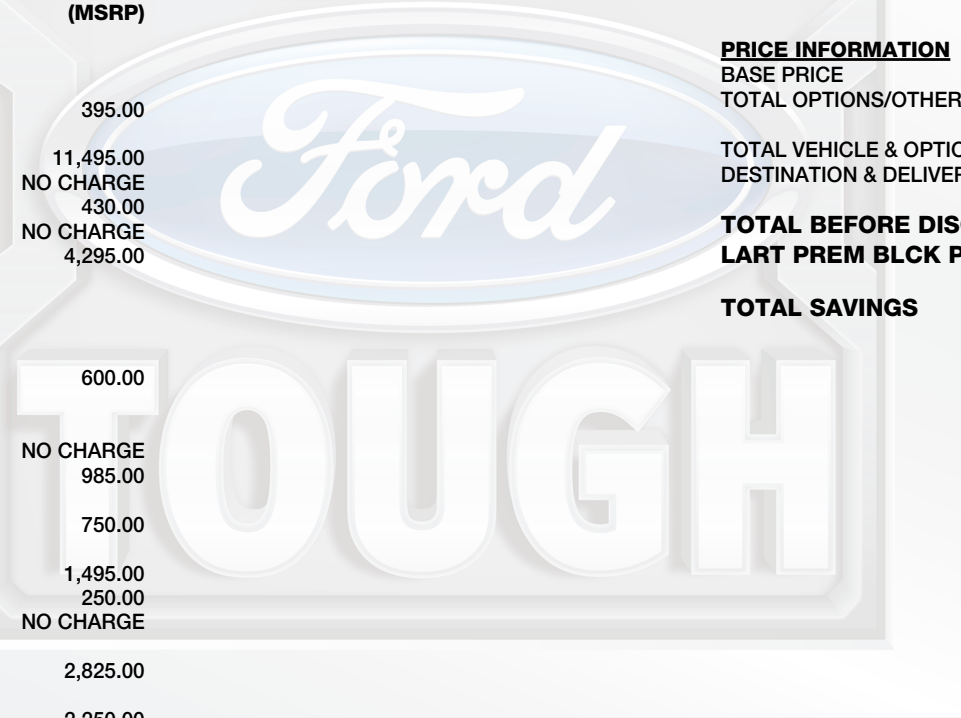 (MSRP)
395.00
11,495.00
NO CHARGE
430.00
NO CHARGE
4,295.00
600.00
NO CHARGE
985.00
750.00
1,495.00
250.00
NO CHARGE
2,825.00
PRICE INFORMATION
BASE PRICE
TOTAL OPTIONS/OTHER
TOTAL VEHICLE & OPTIO
DESTINATION & DELIVER
TOTAL BEFORE DIS
LART PREM BLCK P
TOTAL SAVINGS
Ford
TOUGH